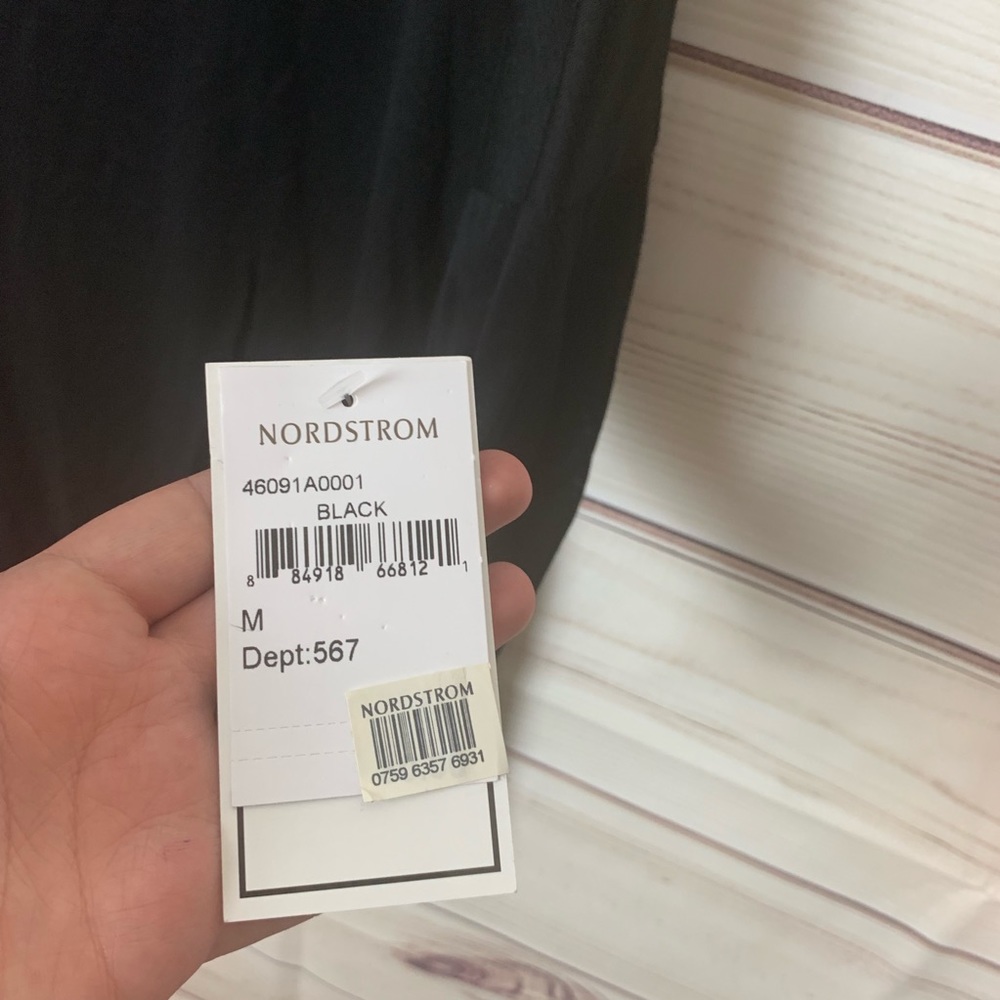 NORDSTROM
46091A0001
BLACK
8 84918 66812 1
M
Dept:567
NORDSTROM
0759 6357 6931